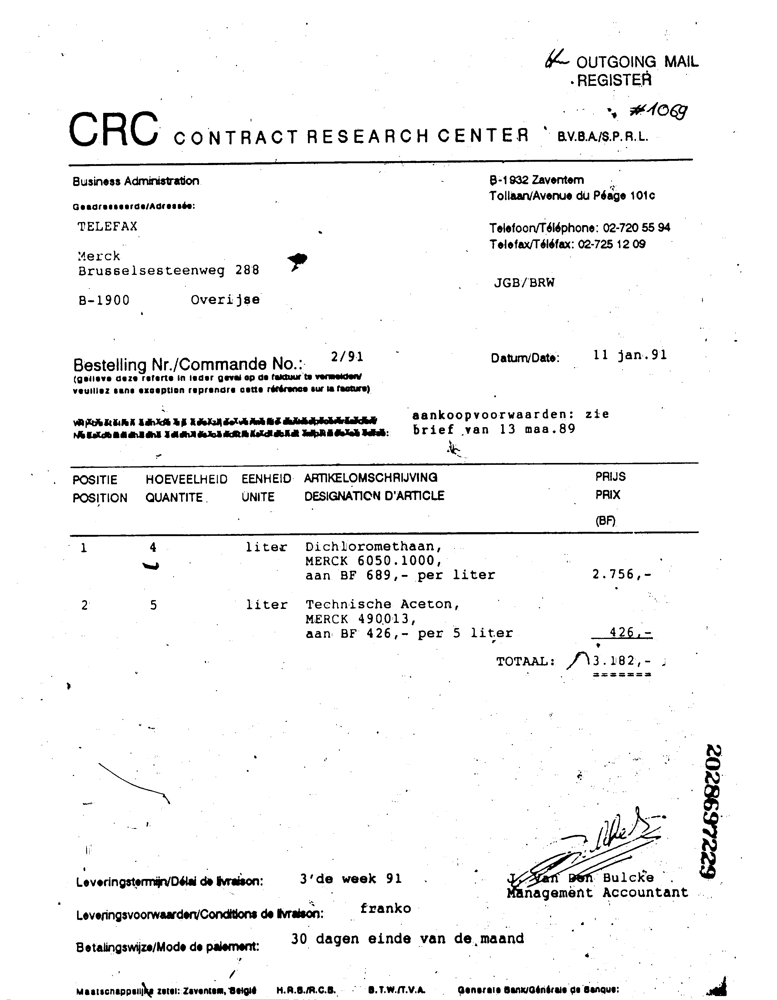 OUTGOING MAIL
REGISTER
#1069
CRC CONTRACT RESEARCH CENTER B.V.B.A./S.P.R.L.
Business Administration
B-1932 Zaventem
Tollaan/Avenue du Péage 101c
Geadresseerde/Adressée:
TELEFAX
Telefoon/Téléphone: 02-720 55 94
Telefax/Téléfax: 02-725 12 09
Merck
Brusselsesteenweg 288
JGB/BRW
B-1900 Overijse
Bestelling Nr./Commande No.: 2/91
Datum/Date: 11 jan.91
(gelieve deze referte in ieder geval op de faktuur te vermelden/
veuillez sans exception reprendre cette référence sur la facture)
aankoopvoorwaarden: zie
brief van 13 maa.89
POSITIE HOEVEELHEID EENHEID ARTIKELOMSCHRIJVING PRIJS
POSITION QUANTITE UNITE DESIGNATION D'ARTICLE PRIX
(BF)
1 4 liter Dichloromethaan,
MERCK 6050.1000,
aan BF 689,- per liter 2.756,-
2 5 liter Technische Aceton,
MERCK 490013,
aan BF 426,- per 5 liter 426,-
TOTAAL: 3.182,-
=======
2028697229
Leveringstermijn/Délai de livraison: 3'de week 91
J. Van Den Bulcke
Management Accountant
Leveringsvoorwaarden/Conditions de livraison: franko
Betalingswijze/Mode de paiement: 30 dagen einde van de maand
Maatschappelijke zetel: Zaventem, België H.R.B./R.C.B. B.T.W./T.V.A. Generale Bank/Générale de Banque: